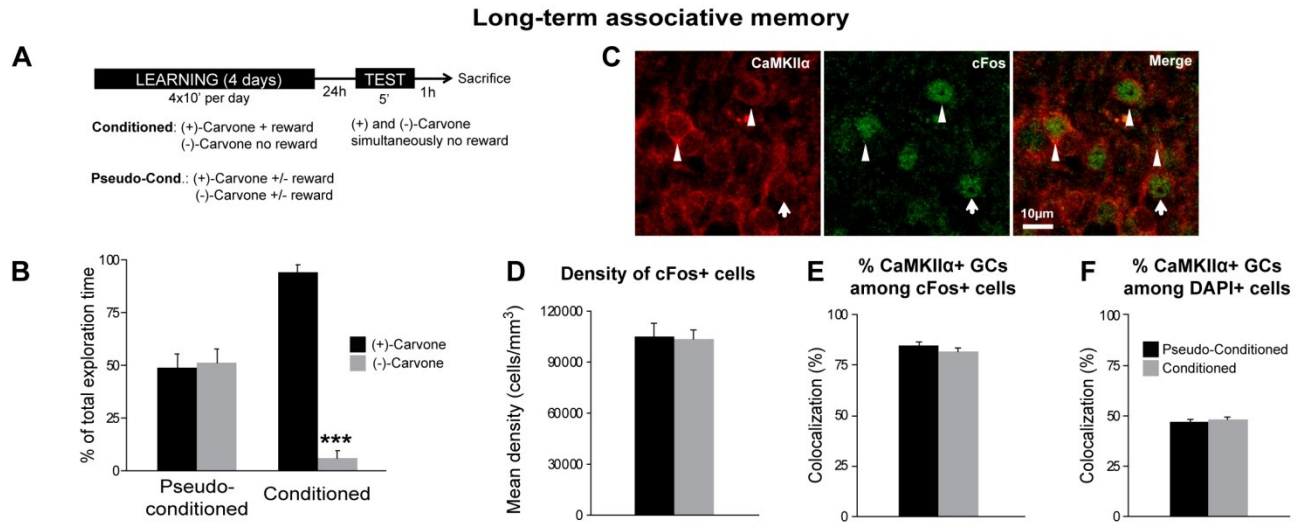 Long-term associative memory
A
LEARNING (4 days)
TEST
Sacrifice
4x10' per day
24h
5'
1h
Conditioned: (+)-Carvone + reward
(-)-Carvone no reward
(+) and (-)-Carvone
simultaneously no reward
Pseudo-Cond.: (+)-Carvone +/- reward
(-)-Carvone +/- reward
C
CaMKIIα
cFos
Merge
10µm
B
% of total exploration time
100
75
50
25
0
(+)-Carvone
(-)-Carvone
***
Pseudo-
conditioned
Conditioned
D
Density of cFos+ cells
Mean density (cells/mm³)
120000
90000
60000
30000
0
E
% CaMKIIα+ GCs
among cFos+ cells
Colocalization (%)
100
75
50
25
0
F
% CaMKIIα+ GCs
among DAPI+ cells
Colocalization (%)
100
75
50
25
0
Pseudo-Conditioned
Conditioned